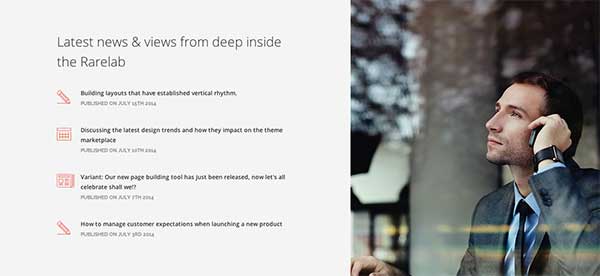 Latest news & views from deep inside
the Rarelab
Building layouts that have established vertical rhythm.
PUBLISHED ON JULY 15TH 2014
Discussing the latest design trends and how they impact on the theme
marketplace
PUBLISHED ON JULY 10TH 2014
Variant: Our new page building tool has just been released, now let's all
celebrate shall we!?
PUBLISHED ON JULY 7TH 2014
How to manage customer expectations when launching a new product
PUBLISHED ON JULY 3RD 2014